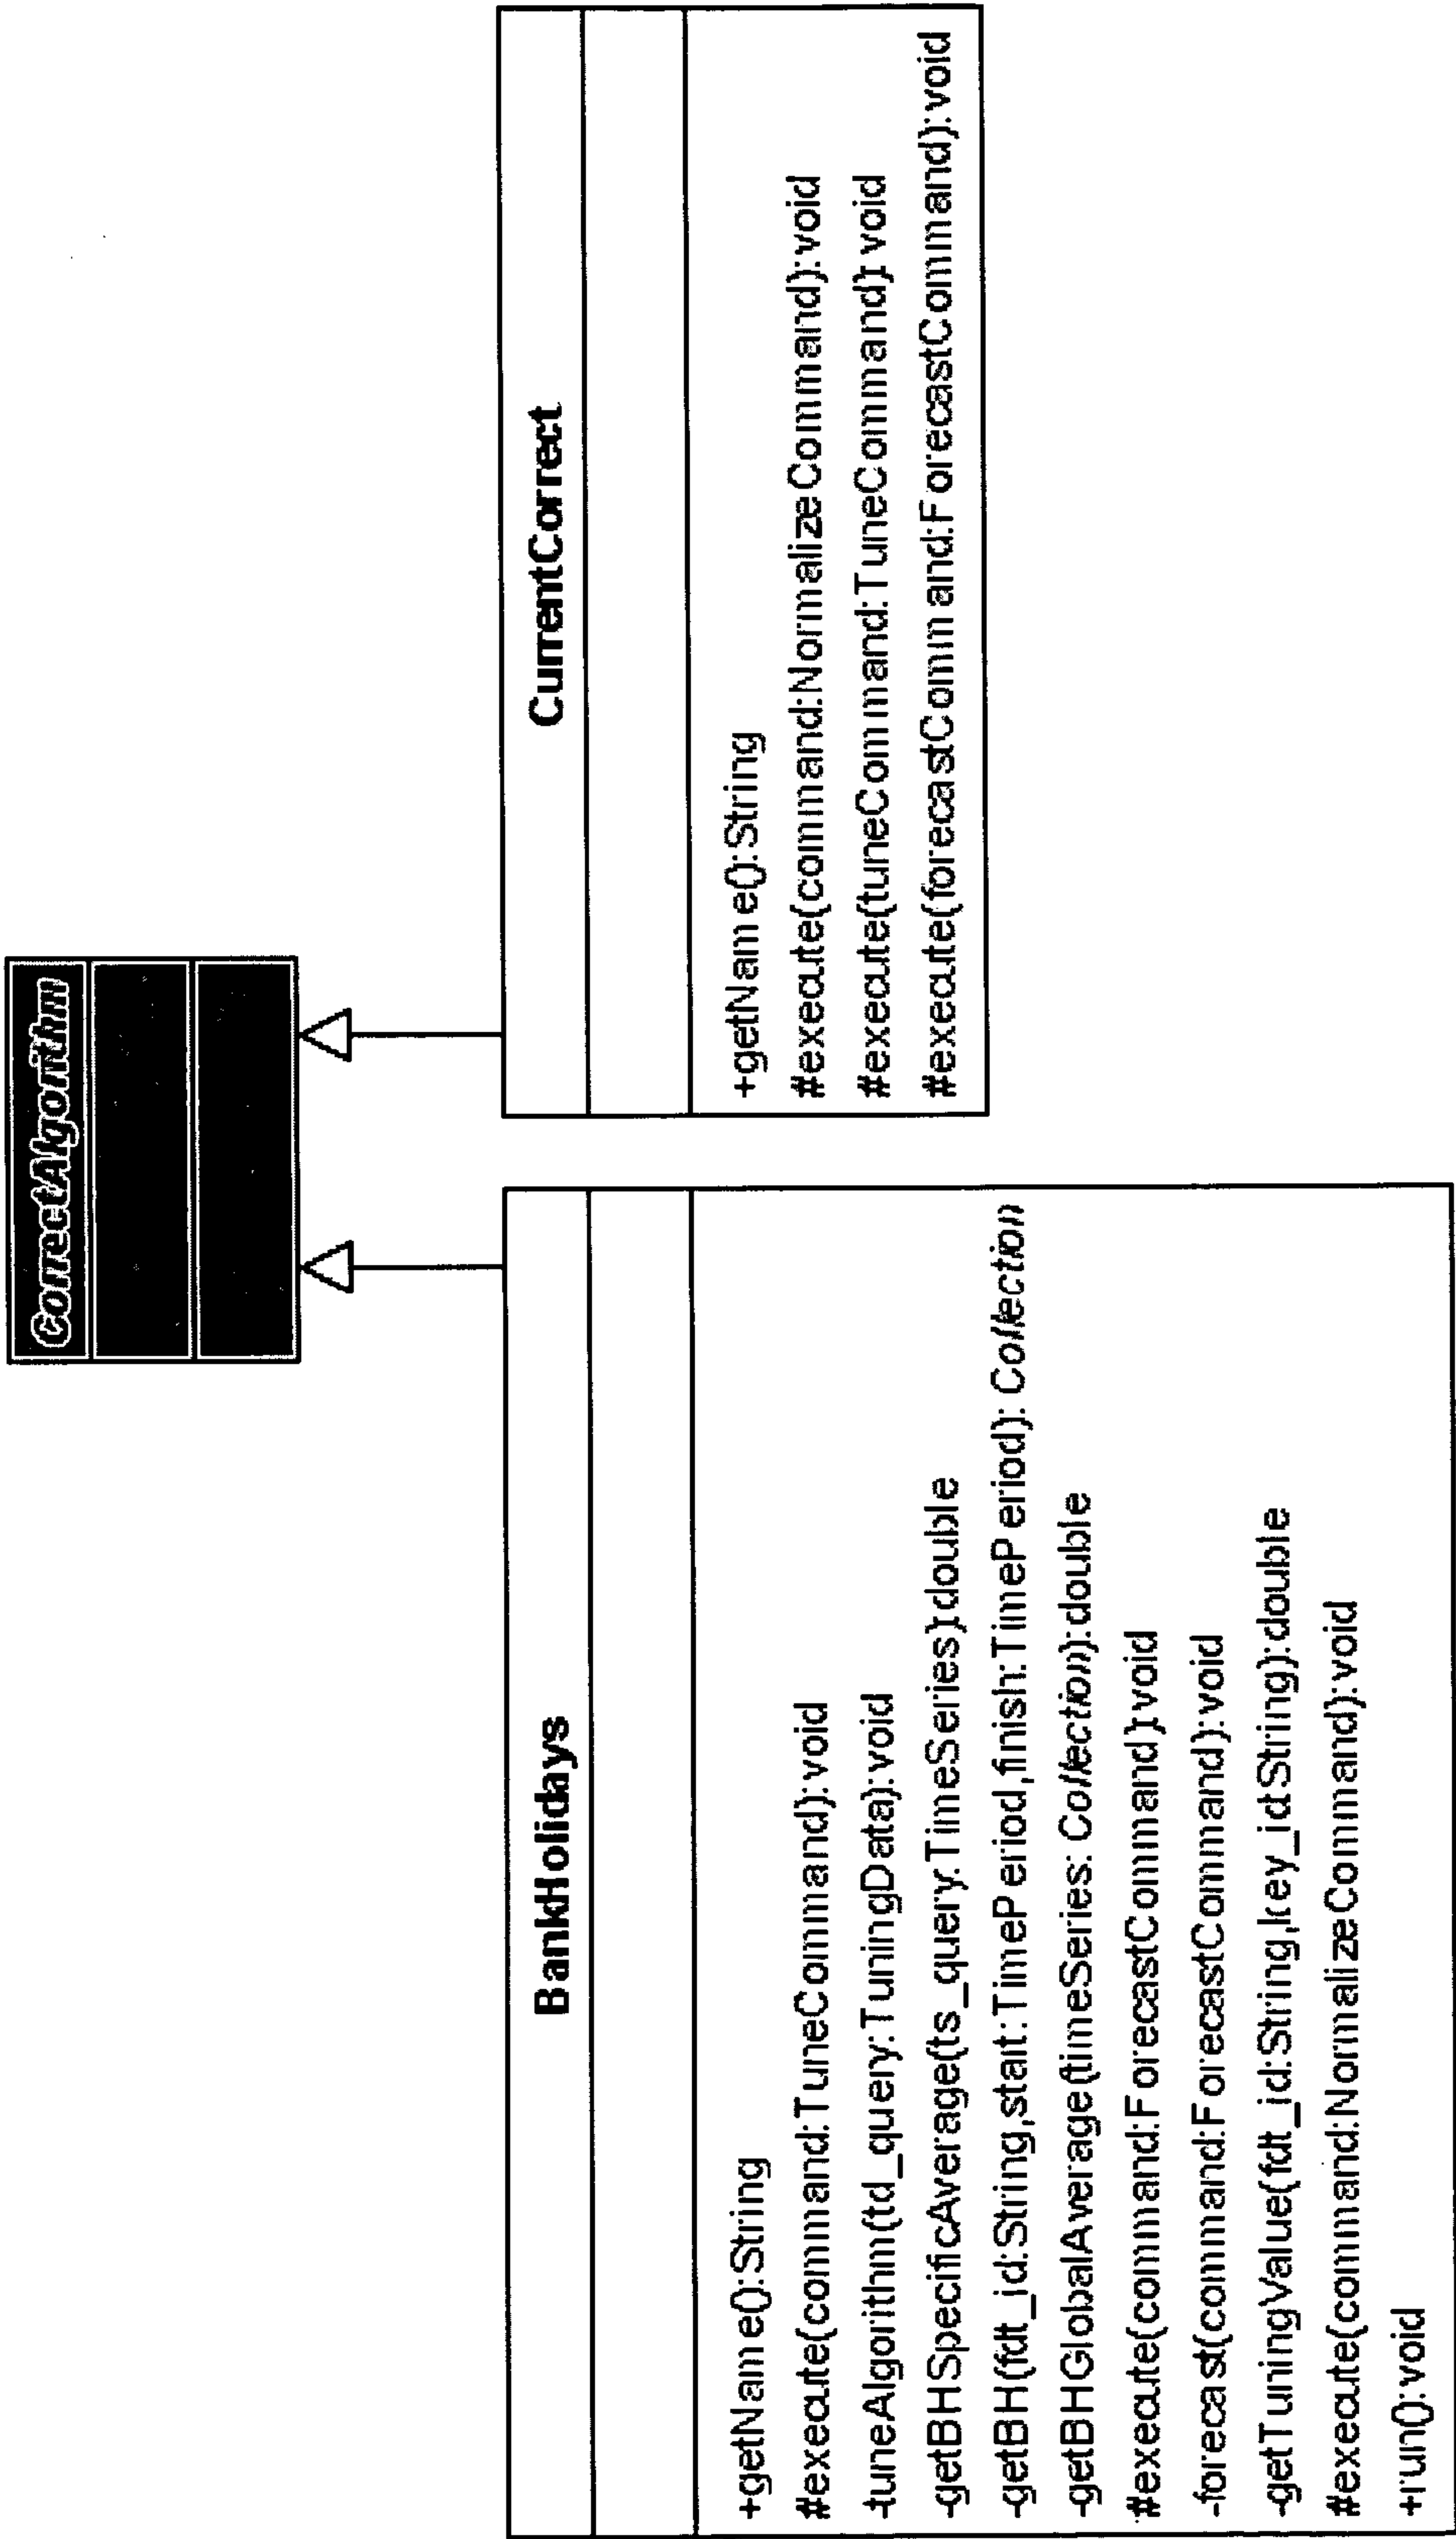 CorrectAlgorithm
BankHolidays
+getName():String
#execute(command:TuneCommand):void
-tuneAlgorithm(td_query:TuningData):void
-getBHSpecificAverage(ts_query:TimeSeries):double
-getBH(fdt_id:String,start:TimePeriod,finish:TimePeriod): Collection
-getBHGlobalAverage(timeSeries: Collection):double
#execute(command:ForecastCommand):void
-forecast(command:ForecastCommand):void
-getTuningValue(fdt_id:String,key_id:String):double
#execute(command:NormalizeCommand):void
+run():void
CurrentCorrect
+getName():String
#execute(command:NormalizeCommand):void
#execute(tuneCommand:TuneCommand):void
#execute(forecastCommand:ForecastCommand):void